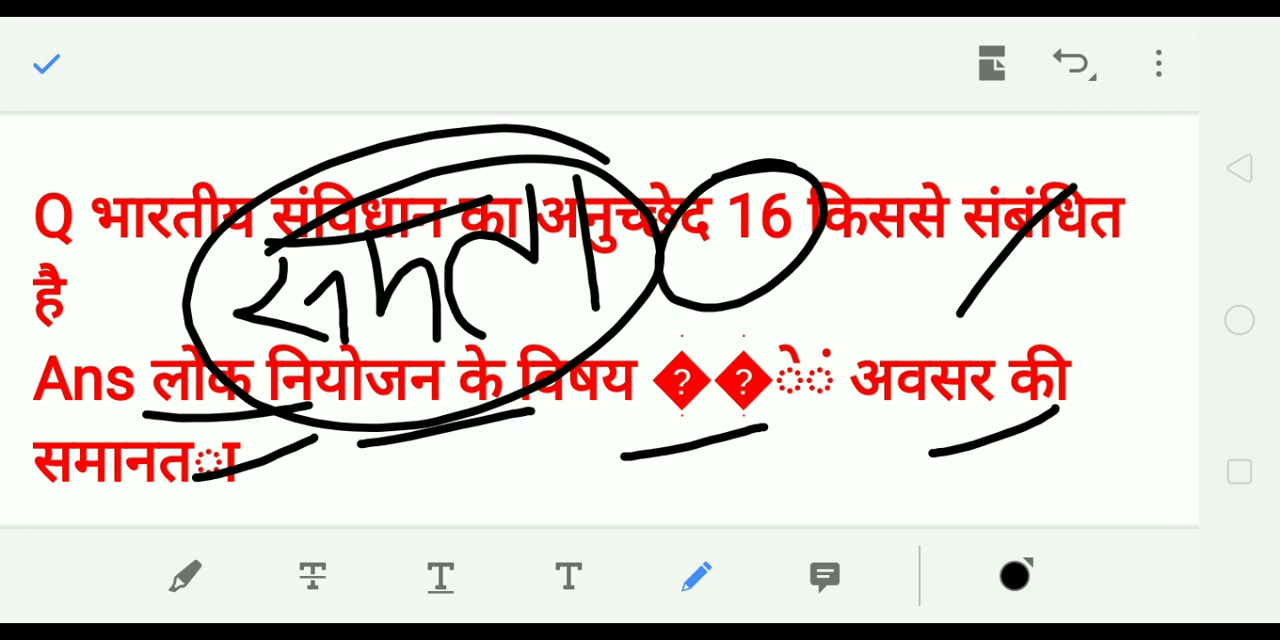 Q भारतीय संविधान का अनुच्छेद 16 किससे संबंधित
है
समता
Ans लोक नियोजन के विषय ��ें अवसर की
समानता